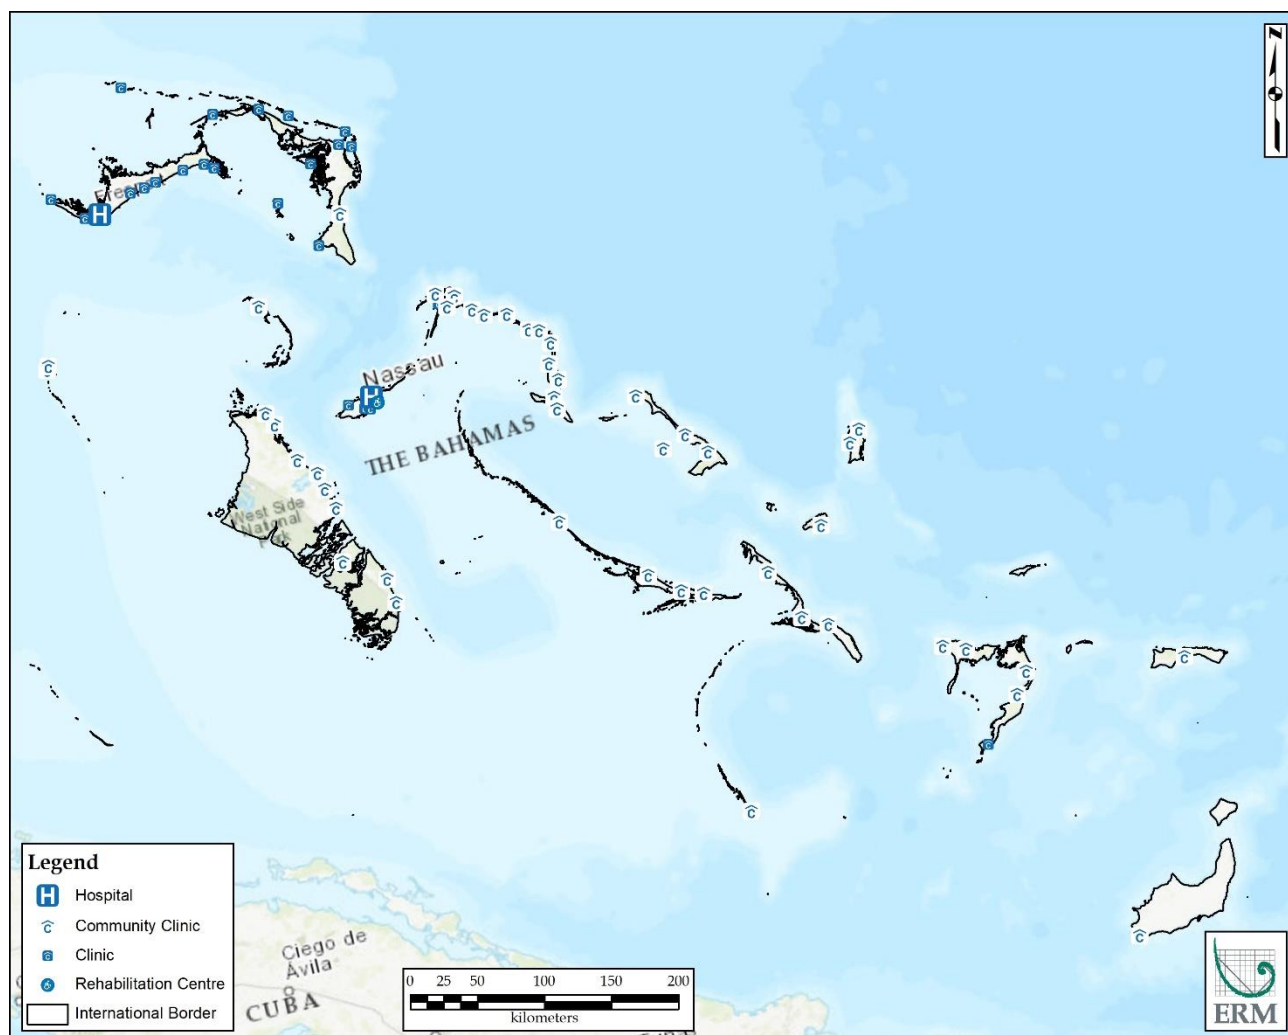 N
Nassau
THE BAHAMAS
West Side
National
Park
Legend
H Hospital
C Community Clinic
C Clinic
Rehabilitation Centre
International Border
Ciego de
Ávila
CUBA
0 25 50 100 150 200
kilometers
ERM